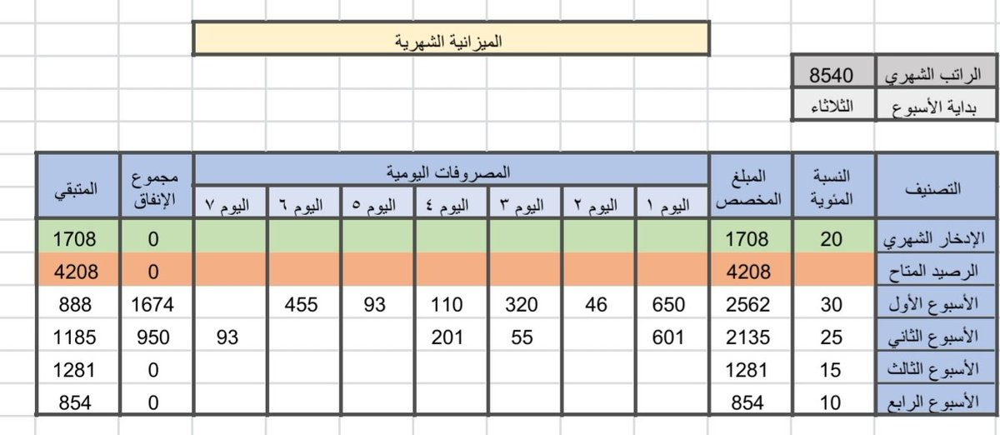 الميزانية الشهرية
الراتب الشهري 8540
بداية الأسبوع الثلاثاء
التصنيف النسبة المئوية المبلغ المخصص المصروفات اليومية مجموع الإنفاق المتبقي
اليوم ١ اليوم ٢ اليوم ٣ اليوم ٤ اليوم ٥ اليوم ٦ اليوم ٧
الإدخار الشهري 20 1708 0 1708
الرصيد المتاح 4208 0 4208
الأسبوع الأول 30 2562 650 46 320 110 93 455 1674 888
الأسبوع الثاني 25 2135 601 55 201 93 950 1185
الأسبوع الثالث 15 1281 0 1281
الأسبوع الرابع 10 854 0 854